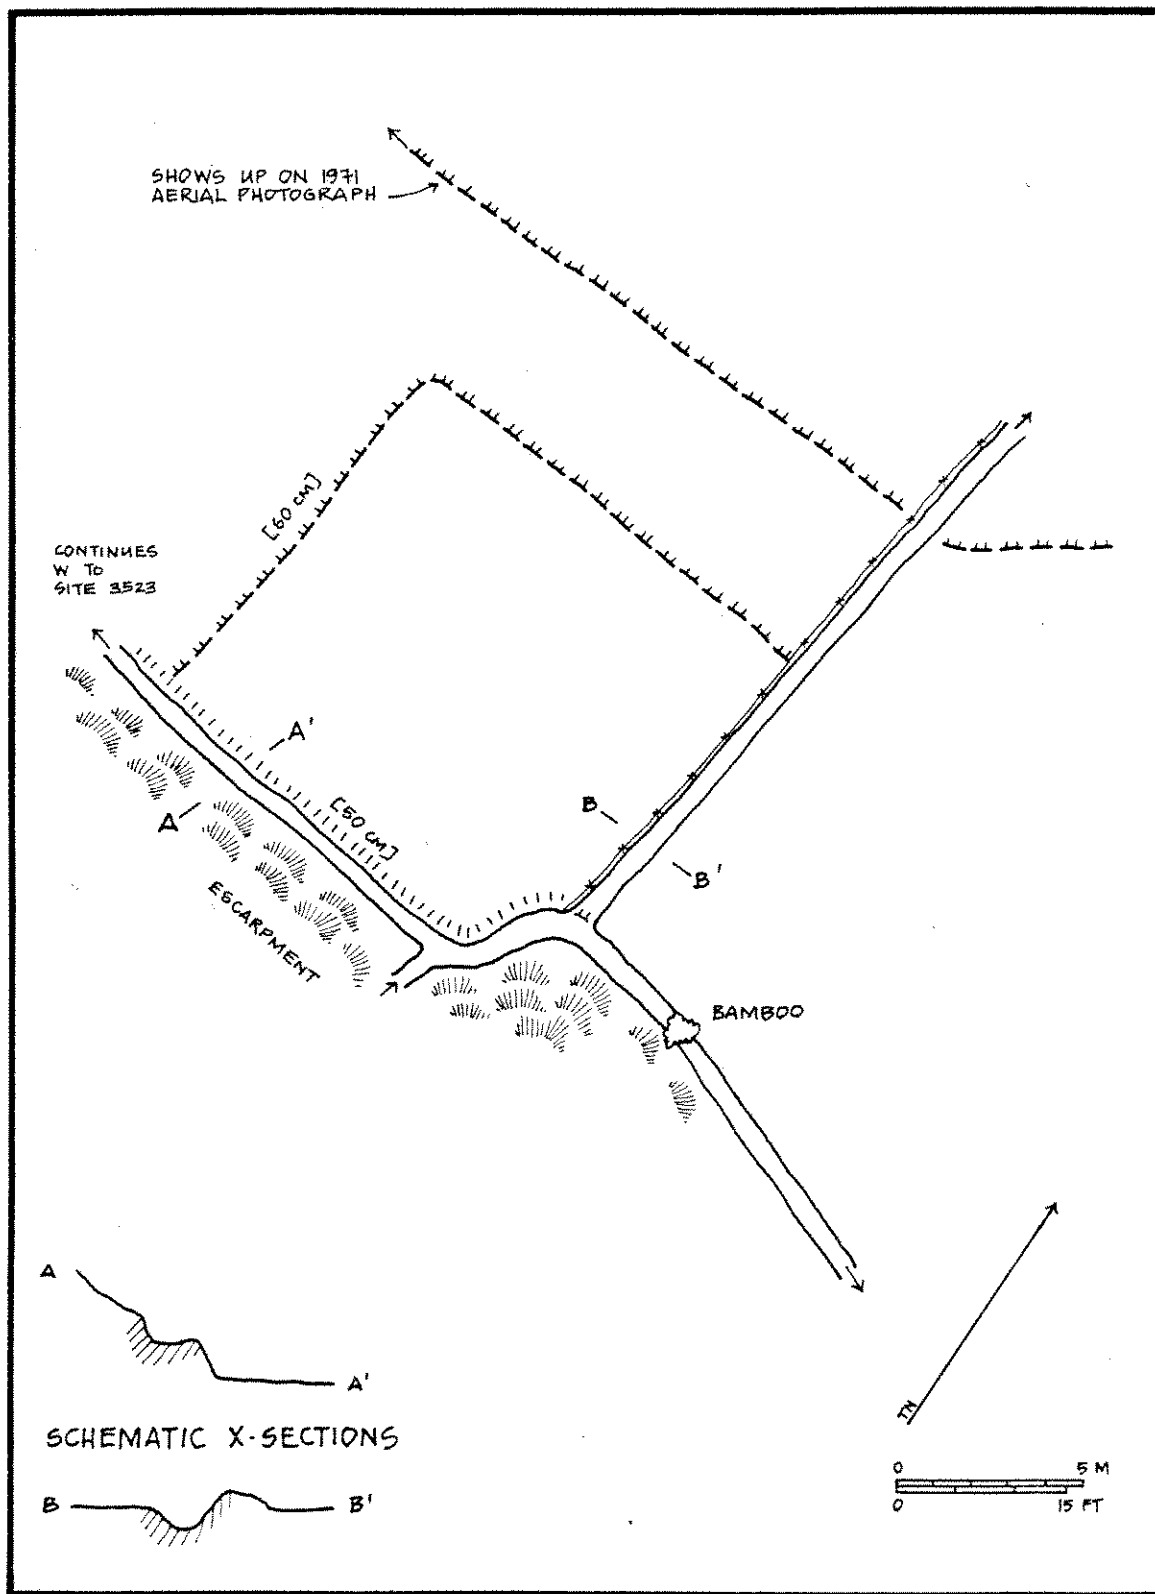 SHOWS UP ON 1971
AERIAL PHOTOGRAPH
[60 CM]
CONTINUES
W TO
SITE 3523
A'
A
[50 CM]
B
B'
ESCARPMENT
BAMBOO
A
A'
SCHEMATIC X-SECTIONS
B
B'
TN
0 5 M
0 15 FT